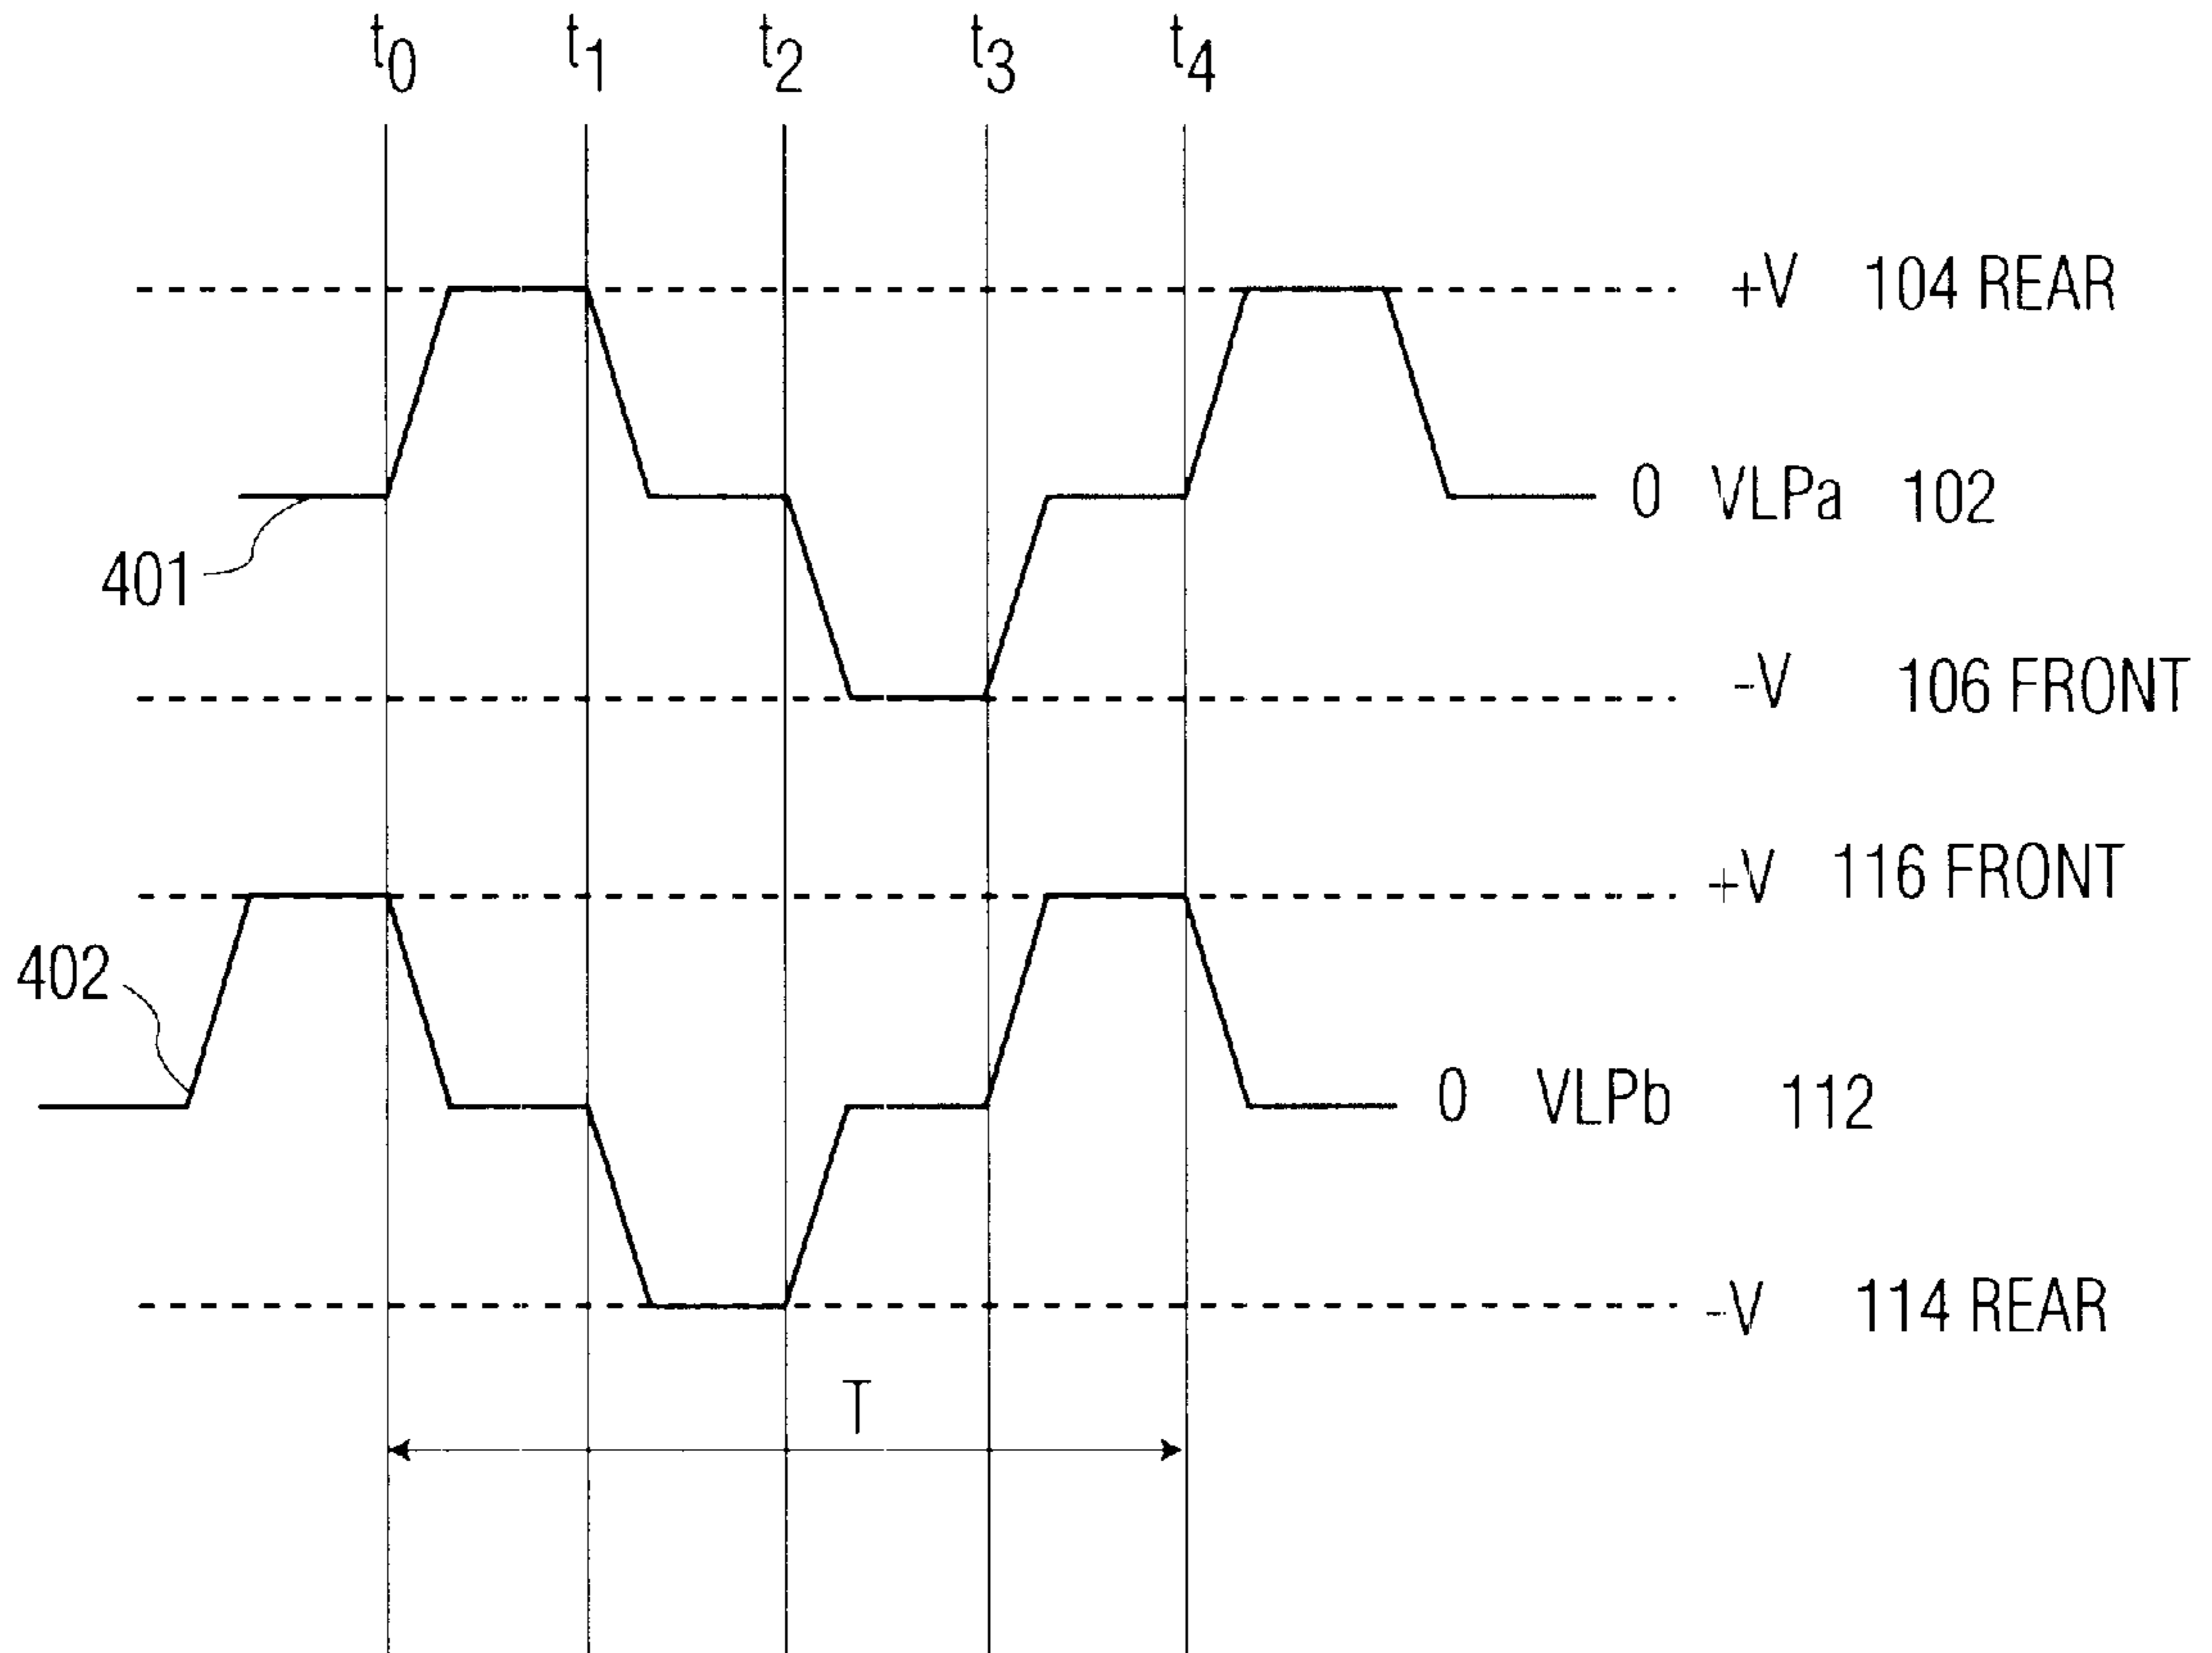 t0 t1 t2 t3 t4
+V 104 REAR
0 VLPa 102
401
-V 106 FRONT
+V 116 FRONT
402
0 VLPb 112
-V 114 REAR
T